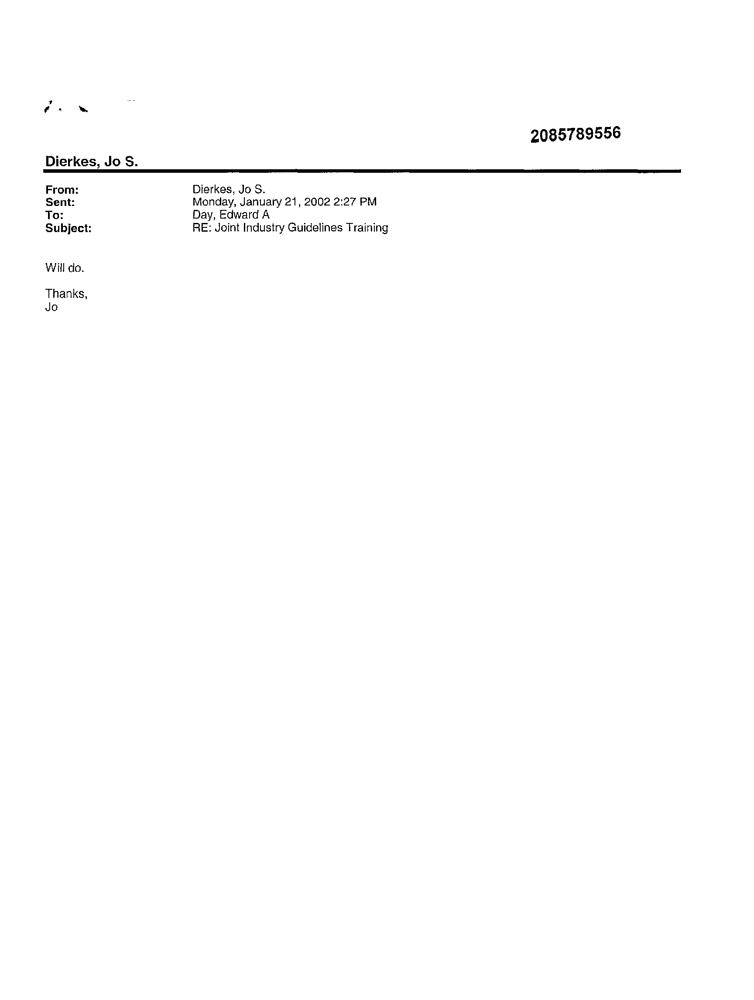 2085789556
Dierkes, Jo S.
From: Dierkes, Jo S.
Sent: Monday, January 21, 2002 2:27 PM
To: Day, Edward A
Subject: RE: Joint Industry Guidelines Training
Will do.
Thanks,
Jo